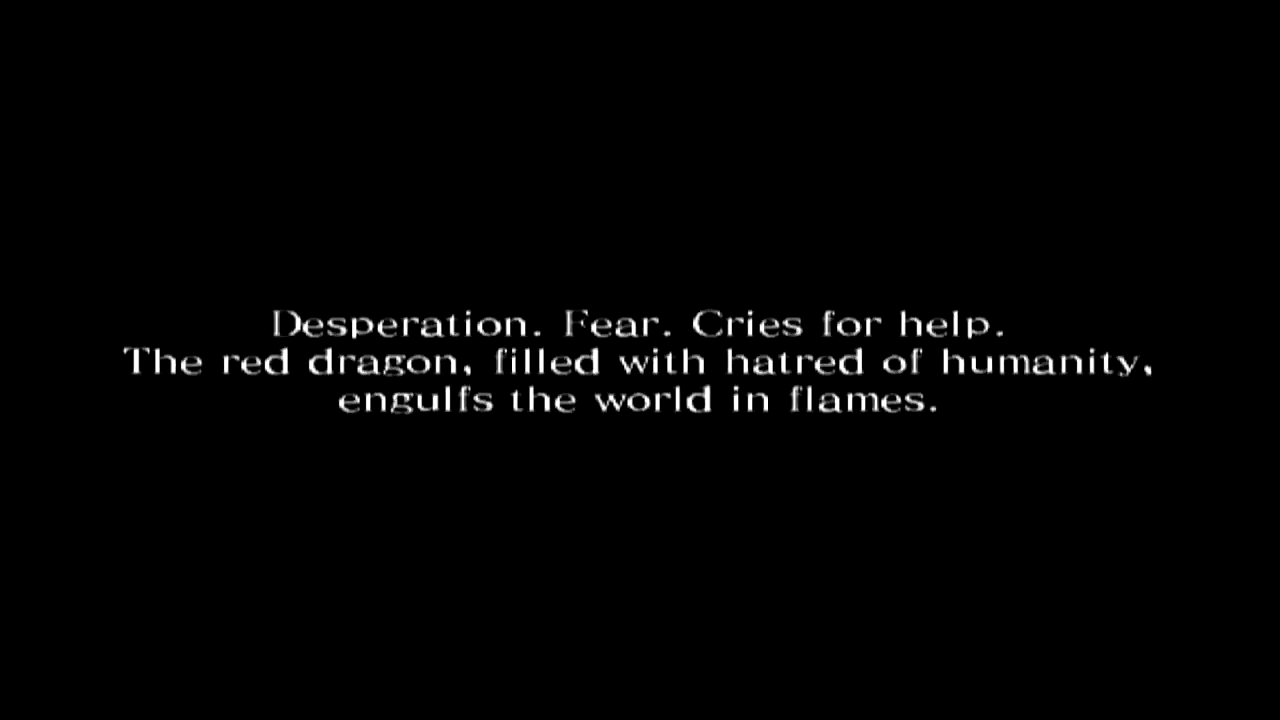 Desperation. Fear. Cries for help.
The red dragon, filled with hatred of humanity,
engulfs the world in flames.